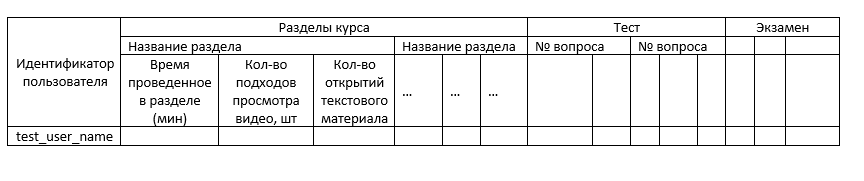 Идентификатор
пользователя
Разделы курса
Тест
Экзамен
Название раздела
Название раздела
№ вопроса
№ вопроса
Время
проведенное
в разделе
(мин)
Кол-во
подходов
просмотра
видео, шт
Кол-во
открытий
текстового
материала
...
...
...
test_user_name